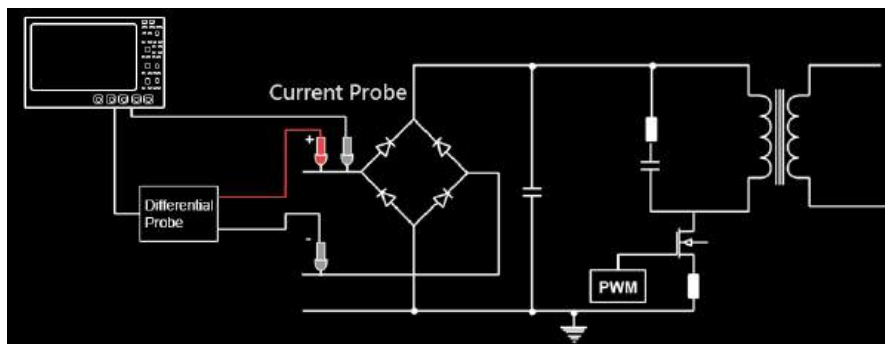 Current Probe
+
Differential
Probe
-
PWM